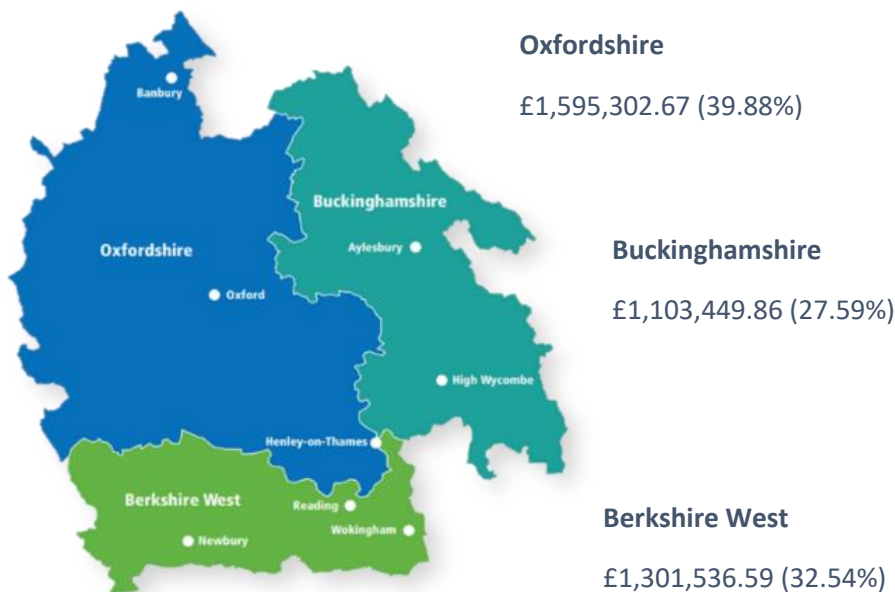 Oxfordshire
£1,595,302.67 (39.88%)
Banbury
Buckinghamshire
Aylesbury
Oxfordshire
Oxford
Buckinghamshire
£1,103,449.86 (27.59%)
High Wycombe
Henley-on-Thames
Berkshire West
Reading
Wokingham
Newbury
Berkshire West
£1,301,536.59 (32.54%)